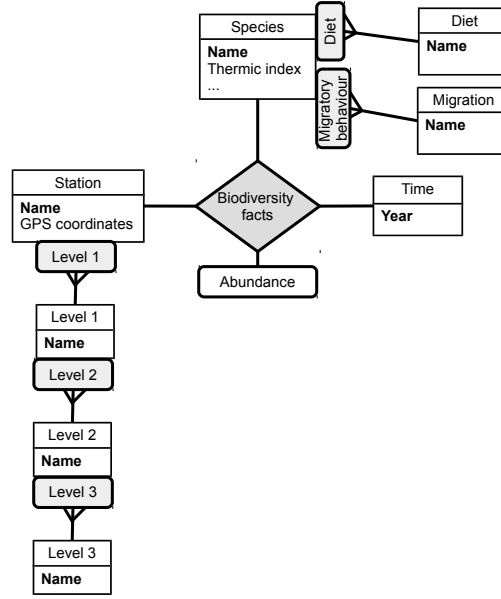 Species
Name
Thermic index
...
Diet
Diet
Name
Migratory
behaviour
Migration
Name
Station
Name
GPS coordinates
Biodiversity
facts
Time
Year
Abundance
Level 1
Level 1
Name
Level 2
Level 2
Name
Level 3
Level 3
Name